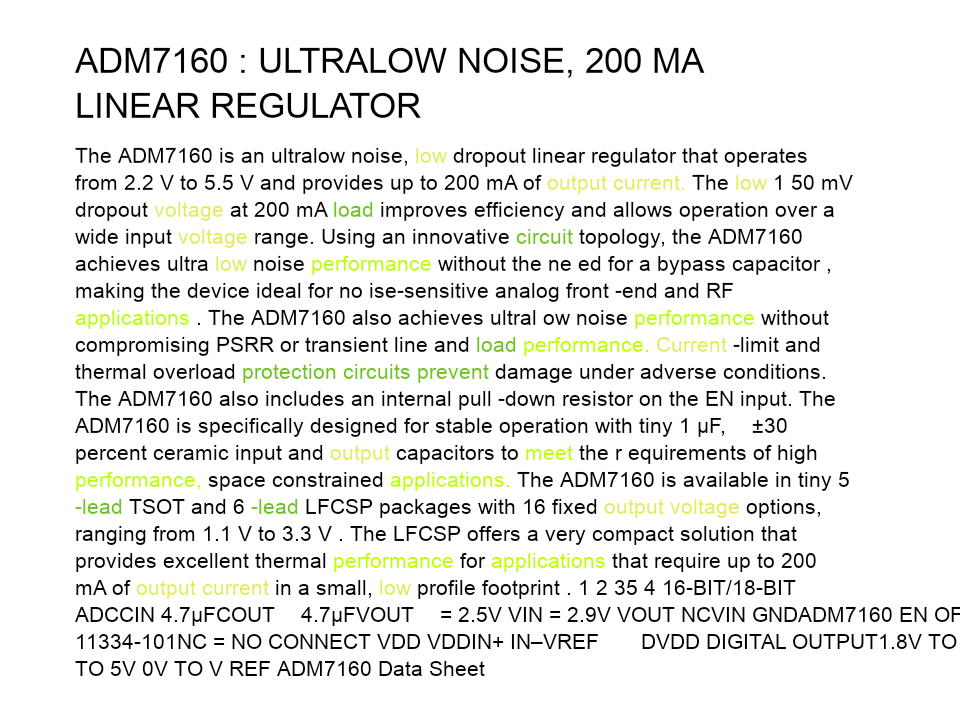 ADM7160 : ULTRALOW NOISE, 200 MA
LINEAR REGULATOR
The ADM7160 is an ultralow noise, low dropout linear regulator that operates
from 2.2 V to 5.5 V and provides up to 200 mA of output current. The low 1 50 mV
dropout voltage at 200 mA load improves efficiency and allows operation over a
wide input voltage range. Using an innovative circuit topology, the ADM7160
achieves ultra low noise performance without the ne ed for a bypass capacitor ,
making the device ideal for no ise-sensitive analog front -end and RF
applications . The ADM7160 also achieves ultral ow noise performance without
compromising PSRR or transient line and load performance. Current -limit and
thermal overload protection circuits prevent damage under adverse conditions.
The ADM7160 also includes an internal pull -down resistor on the EN input. The
ADM7160 is specifically designed for stable operation with tiny 1 µF, ±30
percent ceramic input and output capacitors to meet the r equirements of high
performance, space constrained applications. The ADM7160 is available in tiny 5
-lead TSOT and 6 -lead LFCSP packages with 16 fixed output voltage options,
ranging from 1.1 V to 3.3 V . The LFCSP offers a very compact solution that
provides excellent thermal performance for applications that require up to 200
mA of output current in a small, low profile footprint . 1 2 35 4 16-BIT/18-BIT
ADCCIN 4.7µFCOUT 4.7µFVOUT = 2.5V VIN = 2.9V VOUT NCVIN GNDADM7160 EN OF
11334-101NC = NO CONNECT VDD VDDIN+ IN–VREF DVDD DIGITAL OUTPUT1.8V TO
TO 5V 0V TO V REF ADM7160 Data Sheet